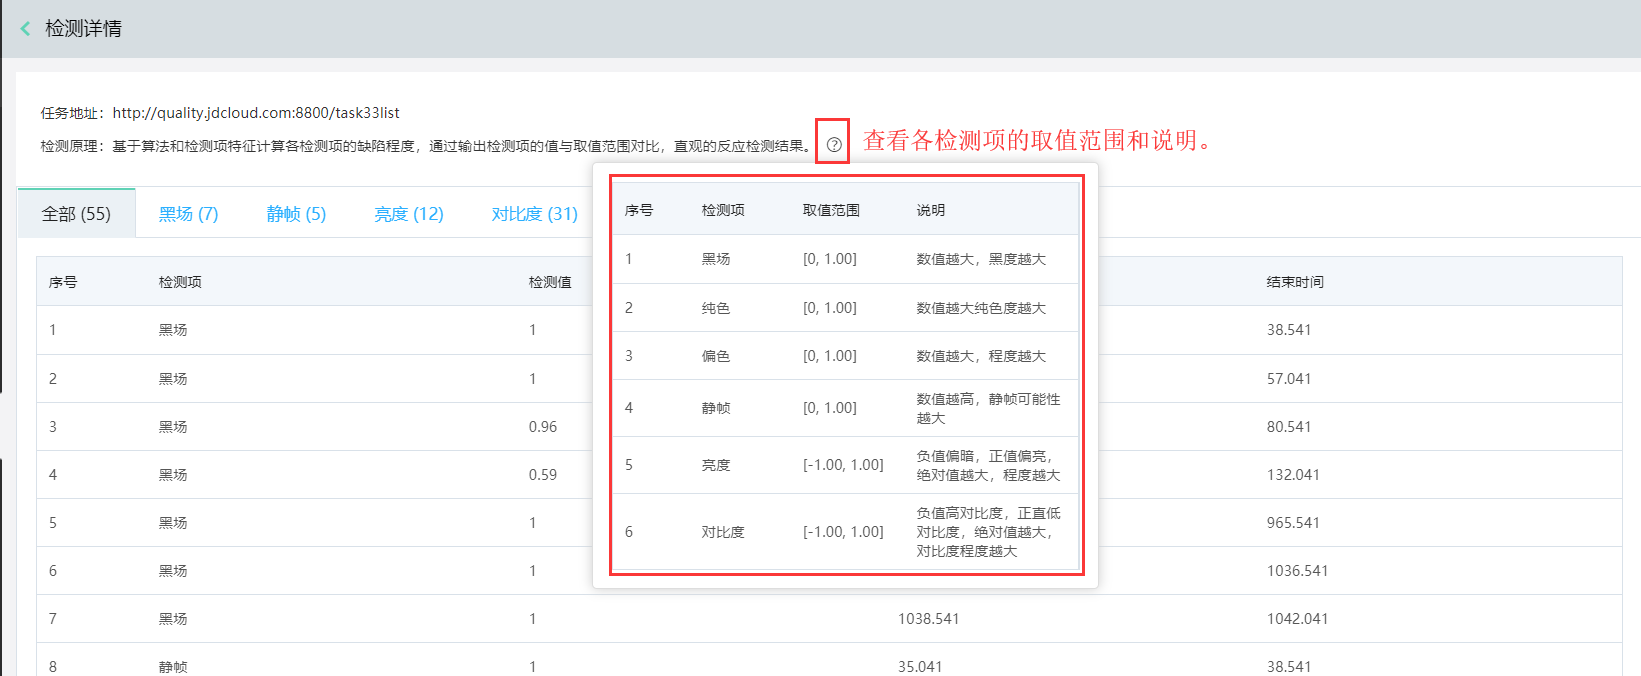 检测详情
任务地址：http://quality.jdcloud.com:8800/task33list
检测原理：基于算法和检测项特征计算各检测项的缺陷程度，通过输出检测项的值与取值范围对比，直观的反应检测结果。
查看各检测项的取值范围和说明。
全部 (55) 黑场 (7) 静帧 (5) 亮度 (12) 对比度 (31)
序号 检测项 取值范围 说明
1 黑场 [0, 1.00] 数值越大，黑度越大
2 纯色 [0, 1.00] 数值越大纯色度越大
3 偏色 [0, 1.00] 数值越大，程度越大
4 静帧 [0, 1.00] 数值越高，静帧可能性
越大
5 亮度 [-1.00, 1.00] 负值偏暗，正值偏亮，
绝对值越大，程度越大
6 对比度 [-1.00, 1.00] 负值高对比度，正直低
对比度，绝对值越大，
对比度程度越大
序号 检测项 检测值 结束时间
1 黑场 1 38.541
2 黑场 1 57.041
3 黑场 0.96 80.541
4 黑场 0.59 132.041
5 黑场 1 965.541
6 黑场 1 1036.541
7 黑场 1 1038.541 1042.041
8 静帧 1 35.041 38.541